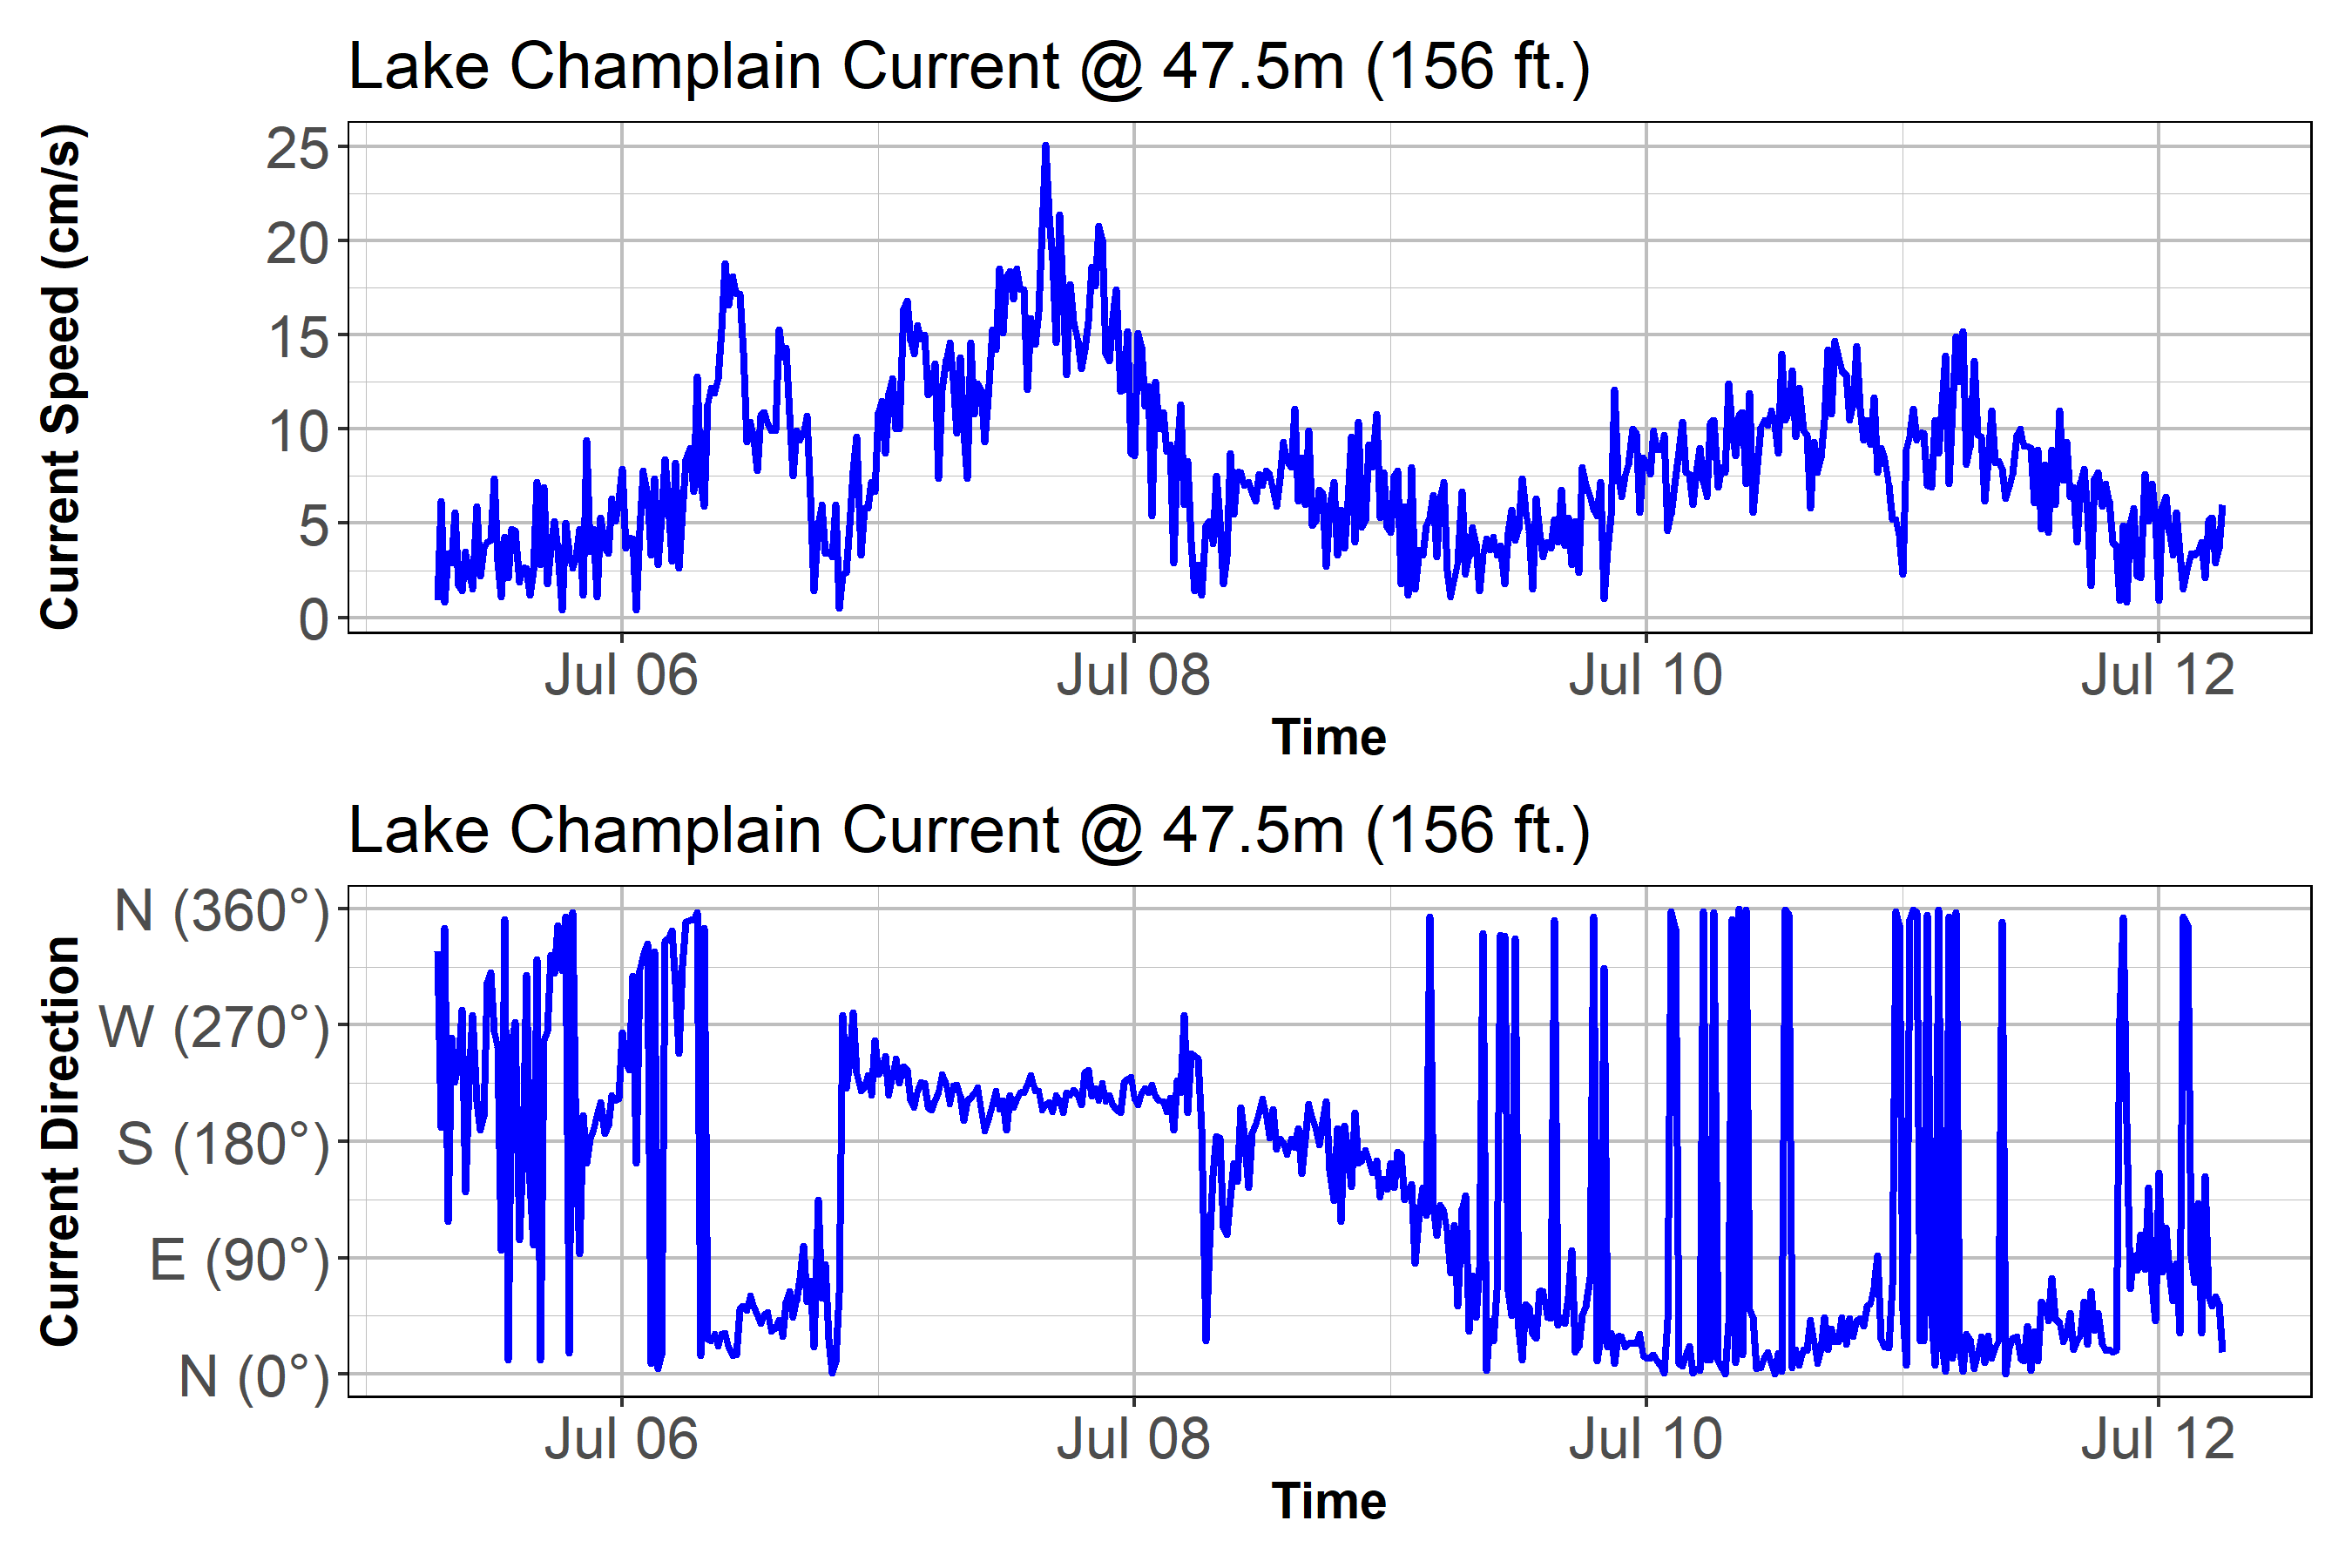 Lake Champlain Current @ 47.5m (156 ft.)
Current Speed (cm/s)
25
20
15
10
5
0
Jul 06 Jul 08 Jul 10 Jul 12
Time
Lake Champlain Current @ 47.5m (156 ft.)
Current Direction
N (360°)
W (270°)
S (180°)
E (90°)
N (0°)
Jul 06 Jul 08 Jul 10 Jul 12
Time